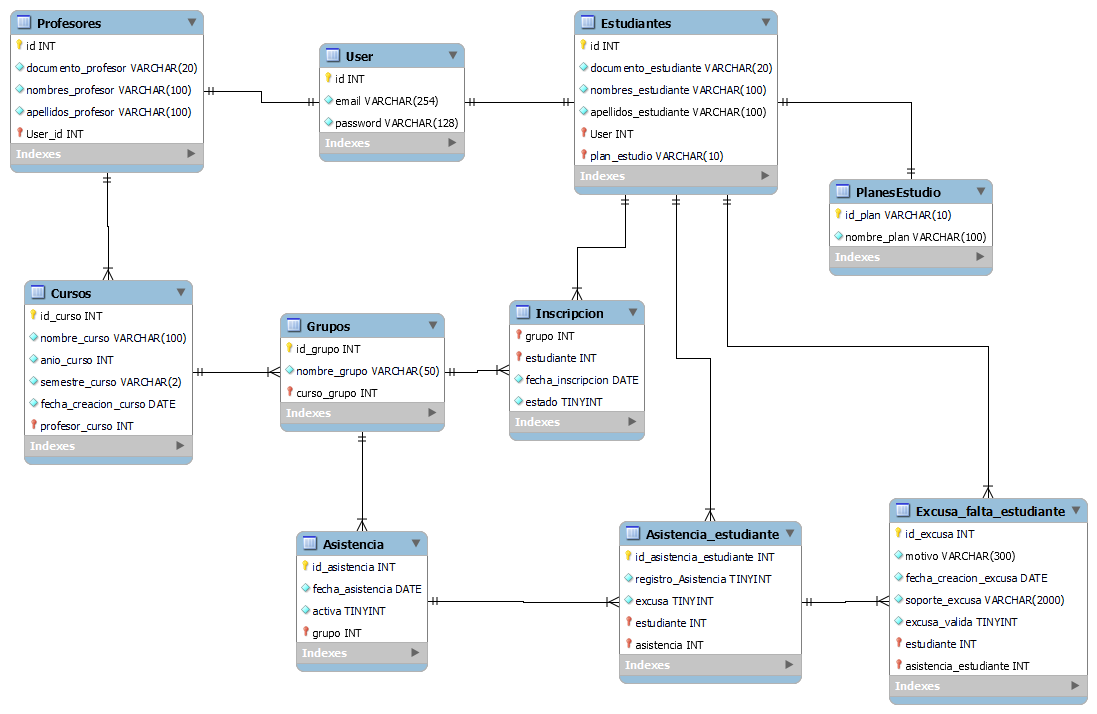 Profesores
id INT
documento_profesor VARCHAR(20)
nombres_profesor VARCHAR(100)
apellidos_profesor VARCHAR(100)
User_id INT
Indexes
User
id INT
email VARCHAR(254)
password VARCHAR(128)
Indexes
Estudiantes
id INT
documento_estudiante VARCHAR(20)
nombres_estudiante VARCHAR(100)
apellidos_estudiante VARCHAR(100)
User INT
plan_estudio VARCHAR(10)
Indexes
PlanesEstudio
id_plan VARCHAR(10)
nombre_plan VARCHAR(100)
Indexes
Cursos
id_curso INT
nombre_curso VARCHAR(100)
anio_curso INT
semestre_curso VARCHAR(2)
fecha_creacion_curso DATE
profesor_curso INT
Indexes
Grupos
id_grupo INT
nombre_grupo VARCHAR(50)
curso_grupo INT
Indexes
Inscripcion
grupo INT
estudiante INT
fecha_inscripcion DATE
estado TINYINT
Indexes
Asistencia
id_asistencia INT
fecha_asistencia DATE
activa TINYINT
grupo INT
Indexes
Asistencia_estudiante
id_asistencia_estudiante INT
registro_Asistencia TINYINT
excusa TINYINT
estudiante INT
asistencia INT
Indexes
Excusa_falta_estudiante
id_excusa INT
motivo VARCHAR(300)
fecha_creacion_excusa DATE
soporte_excusa VARCHAR(2000)
excusa_valida TINYINT
estudiante INT
asistencia_estudiante INT
Indexes